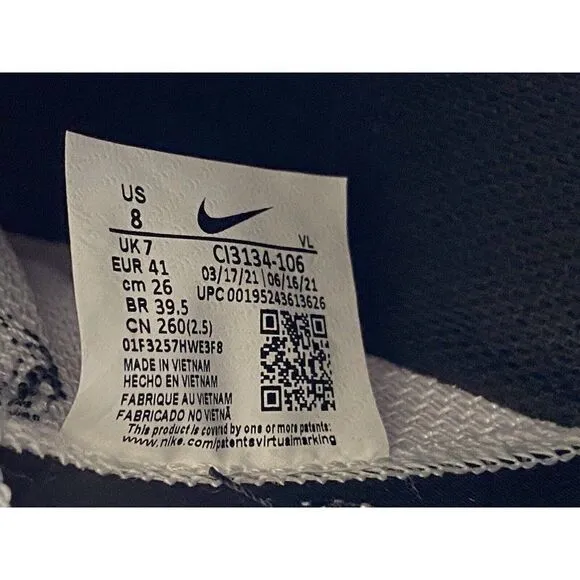 US
8
UK 7
EUR 41
cm 26
BR 39.5
CN 260(2.5)
01F3257HWE3F8
VL
CI3134-106
03/17/21 | 06/16/21
UPC 00195243613626
MADE IN VIETNAM
HECHO EN VIETNAM
FABRIQUE AU VIETNAM
FABRICADO NO VIETNÃ
This product is covered by one or more patents:
www.nike.com/patentsvirtualmarking